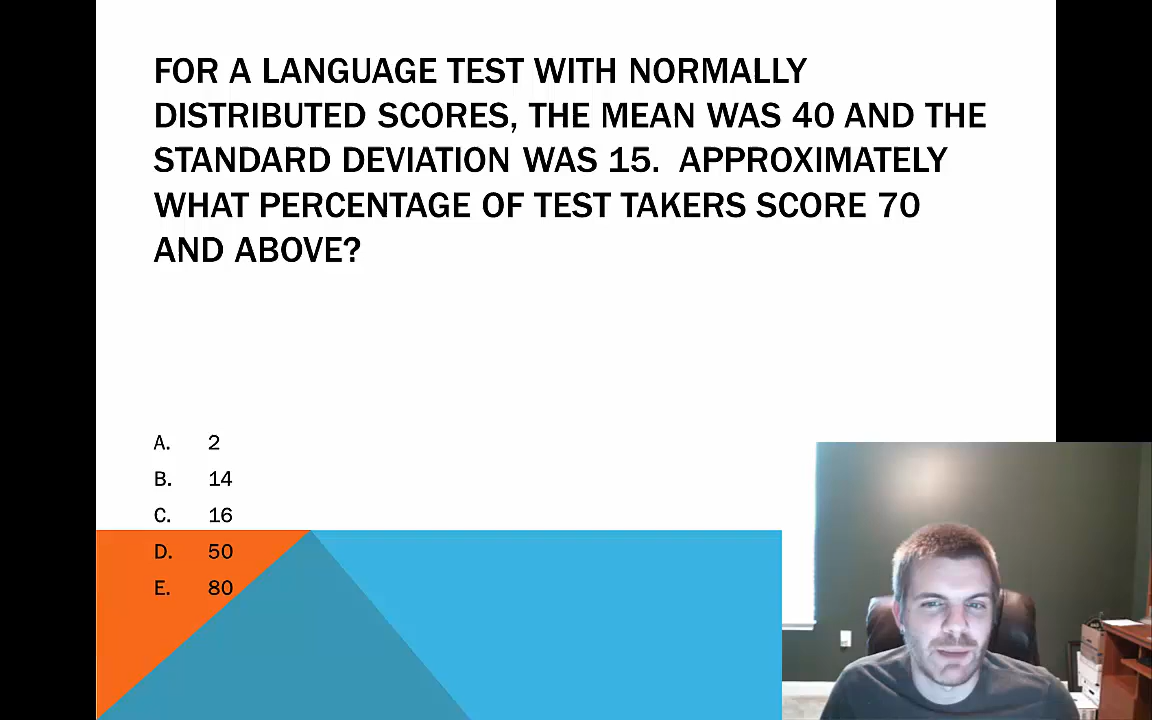 FOR A LANGUAGE TEST WITH NORMALLY
DISTRIBUTED SCORES, THE MEAN WAS 40 AND THE
STANDARD DEVIATION WAS 15.  APPROXIMATELY
WHAT PERCENTAGE OF TEST TAKERS SCORE 70
AND ABOVE?
A. 2
B. 14
C. 16
D. 50
E. 80